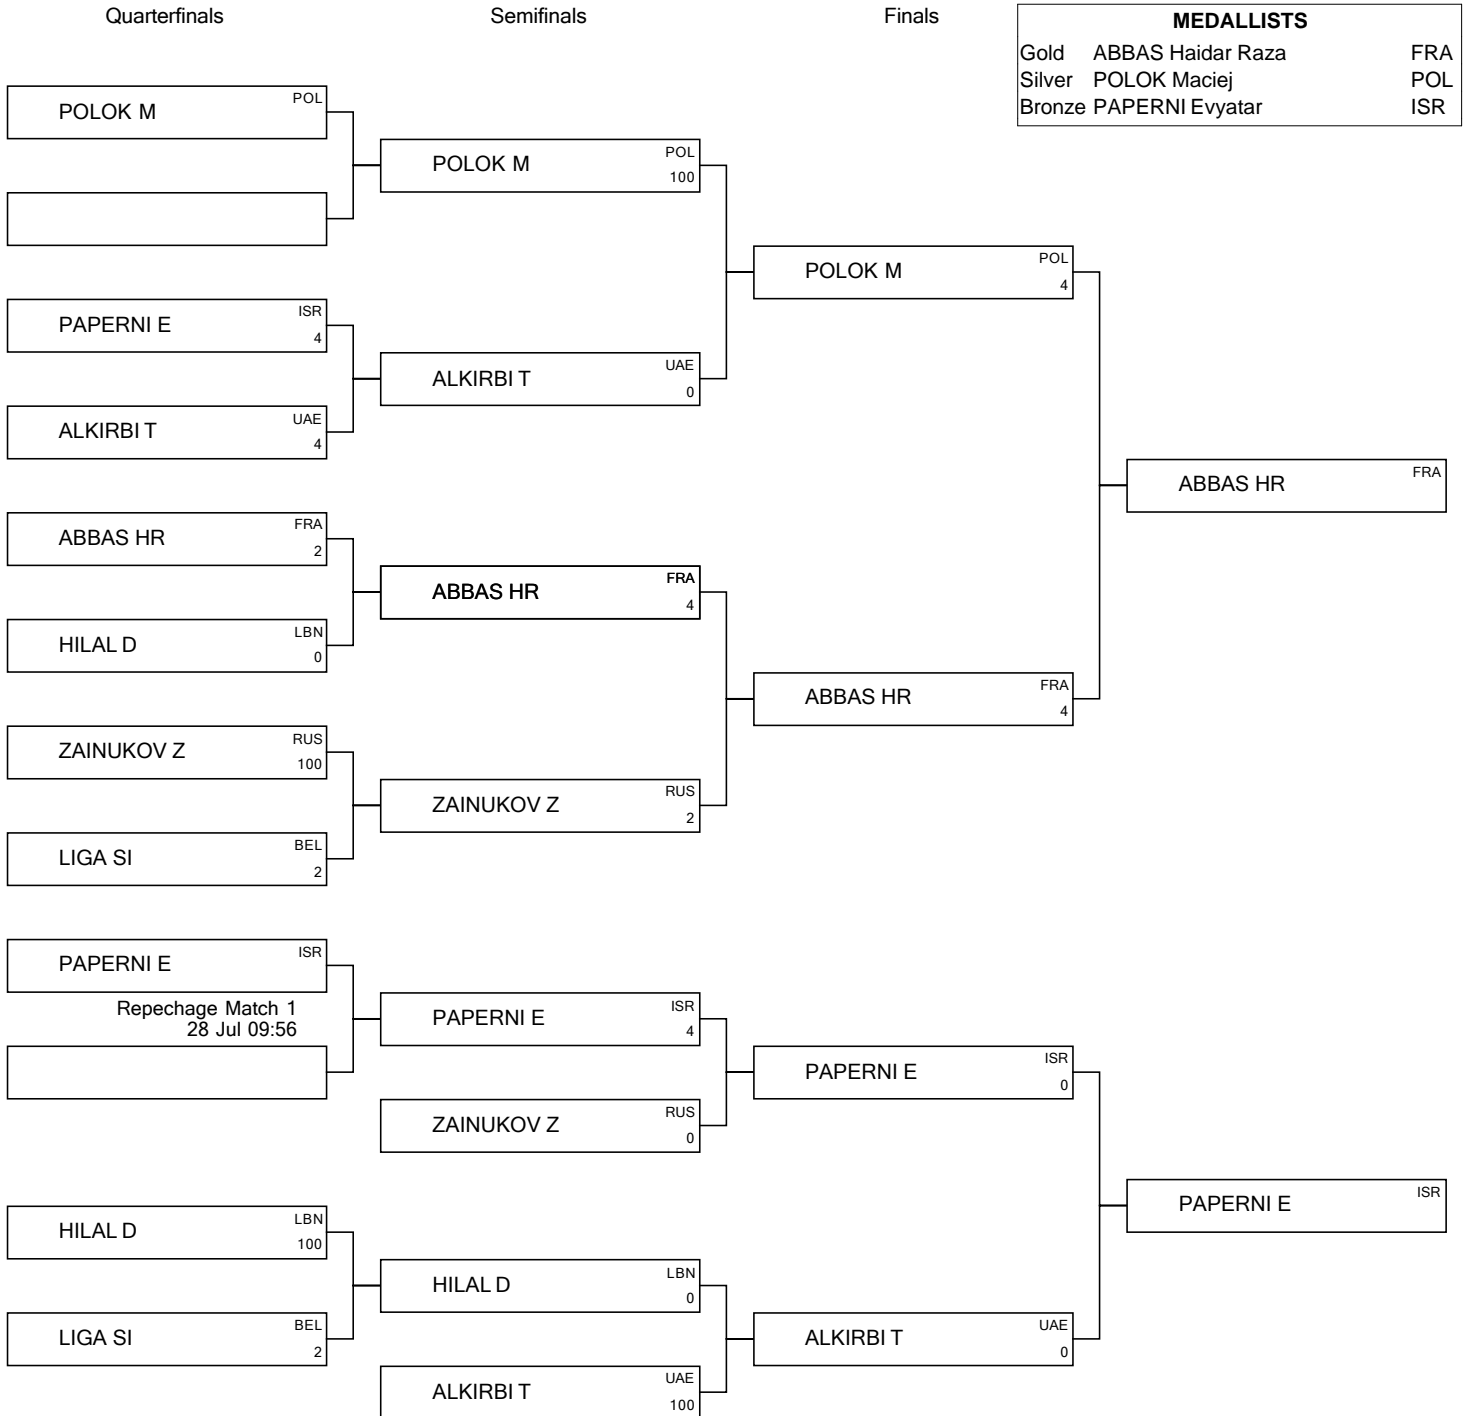 Quarterfinals Semifinals Finals
MEDALLISTS
Gold ABBAS Haidar Raza FRA
Silver POLOK Maciej POL
Bronze PAPERNI Evyatar ISR
POLOK M POL
POLOK M POL
100
POLOK M POL
4
PAPERNI E ISR
4
ALKIRBI T UAE
0
ALKIRBI T UAE
4
ABBAS HR FRA
ABBAS HR FRA
2
ABBAS HR FRA
4
HILAL D LBN
0
ABBAS HR FRA
4
ZAINUKOV Z RUS
100
ZAINUKOV Z RUS
2
LIGA SI BEL
2
PAPERNI E ISR
Repechage Match 1
28 Jul 09:56
PAPERNI E ISR
4
PAPERNI E ISR
0
ZAINUKOV Z RUS
0
PAPERNI E ISR
HILAL D LBN
100
HILAL D LBN
0
LIGA SI BEL
2
ALKIRBI T UAE
0
ALKIRBI T UAE
100